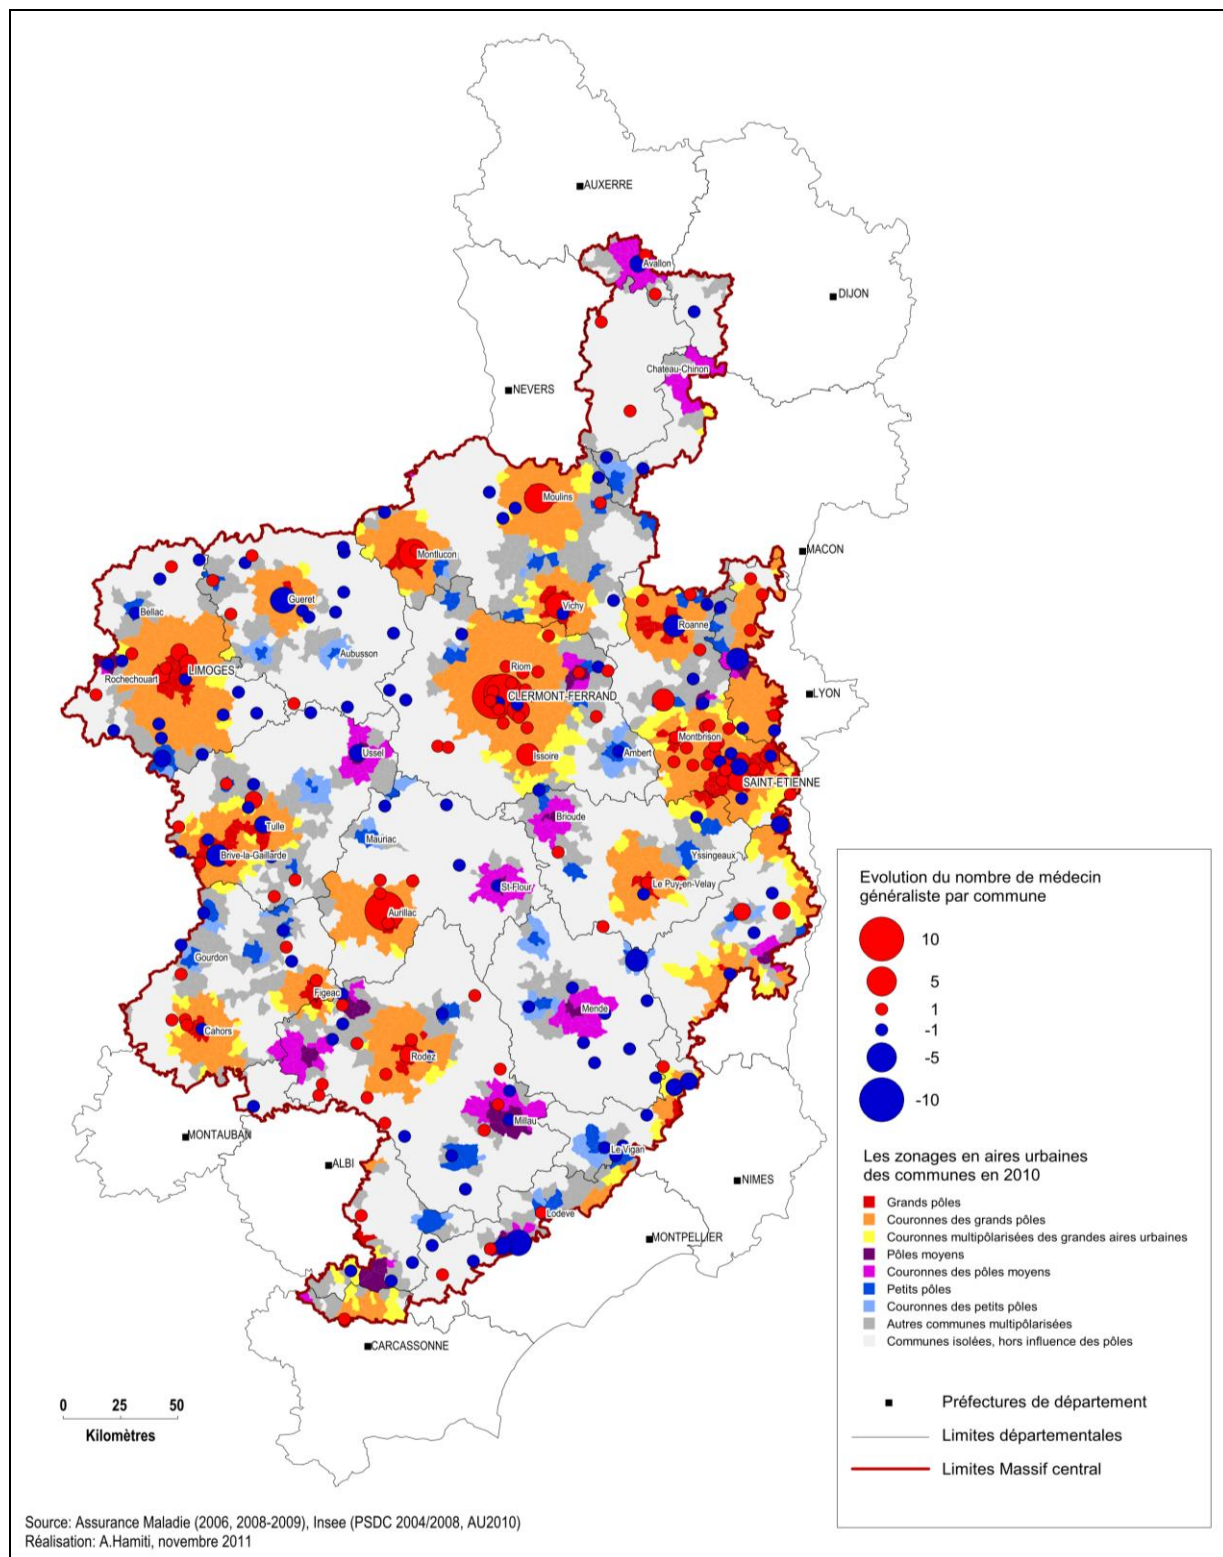 AUXERRE
Avallon
DIJON
Chateau-Chinon
NEVERS
Moulins
MACON
Montlucon
Vichy
Gueret
Bellac
Roanne
Aubusson
LIMOGES
Riom
Rochechouart
CLERMONT-FERRAND
LYON
Montbrison
Ussel
Ambert
Issoire
SAINT-ETIENNE
Brioude
Tulle
Mauriac
Brive-la-Gaillarde
Yssingeaux
St-Flour
Le Puy-en-Velay
Aurillac
Gourdon
Figeac
Mende
Cahors
Rodez
Millau
MONTAUBAN
Le Vigan
ALBI
NIMES
Lodeve
MONTPELLIER
CARCASSONNE
Evolution du nombre de médecin
généraliste par commune
10
5
1
-1
-5
-10
Les zonages en aires urbaines
des communes en 2010
Grands pôles
Couronnes des grands pôles
Couronnes multipôlarisées des grandes aires urbaines
Pôles moyens
Couronnes des pôles moyens
Petits pôles
Couronnes des petits pôles
Autres communes multipôlarisées
Communes isolées, hors influence des pôles
Préfectures de département
Limites départementales
Limites Massif central
0 25 50
Kilomètres
Source: Assurance Maladie (2006, 2008-2009), Insee (PSDC 2004/2008, AU2010)
Réalisation: A.Hamiti, novembre 2011